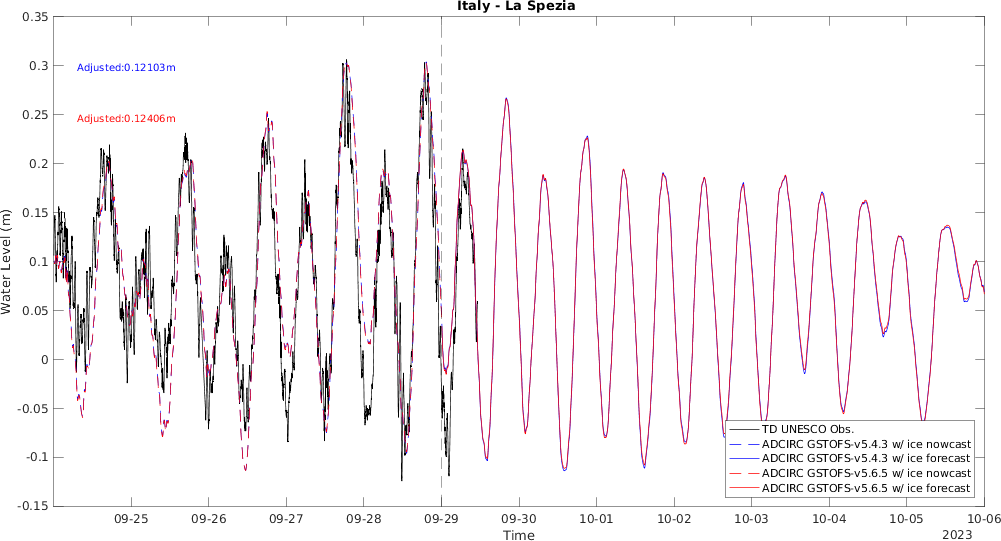 Italy - La Spezia
0.35
0.3
0.25
0.2
0.15
0.1
0.05
0
-0.05
-0.1
-0.15
Water Level (m)
Adjusted:0.12103m
Adjusted:0.12406m
TD UNESCO Obs.
ADCIRC GSTOFS-v5.4.3 w/ ice nowcast
ADCIRC GSTOFS-v5.4.3 w/ ice forecast
ADCIRC GSTOFS-v5.6.5 w/ ice nowcast
ADCIRC GSTOFS-v5.6.5 w/ ice forecast
09-25 09-26 09-27 09-28 09-29 09-30 10-01 10-02 10-03 10-04 10-05 10-06
Time
2023